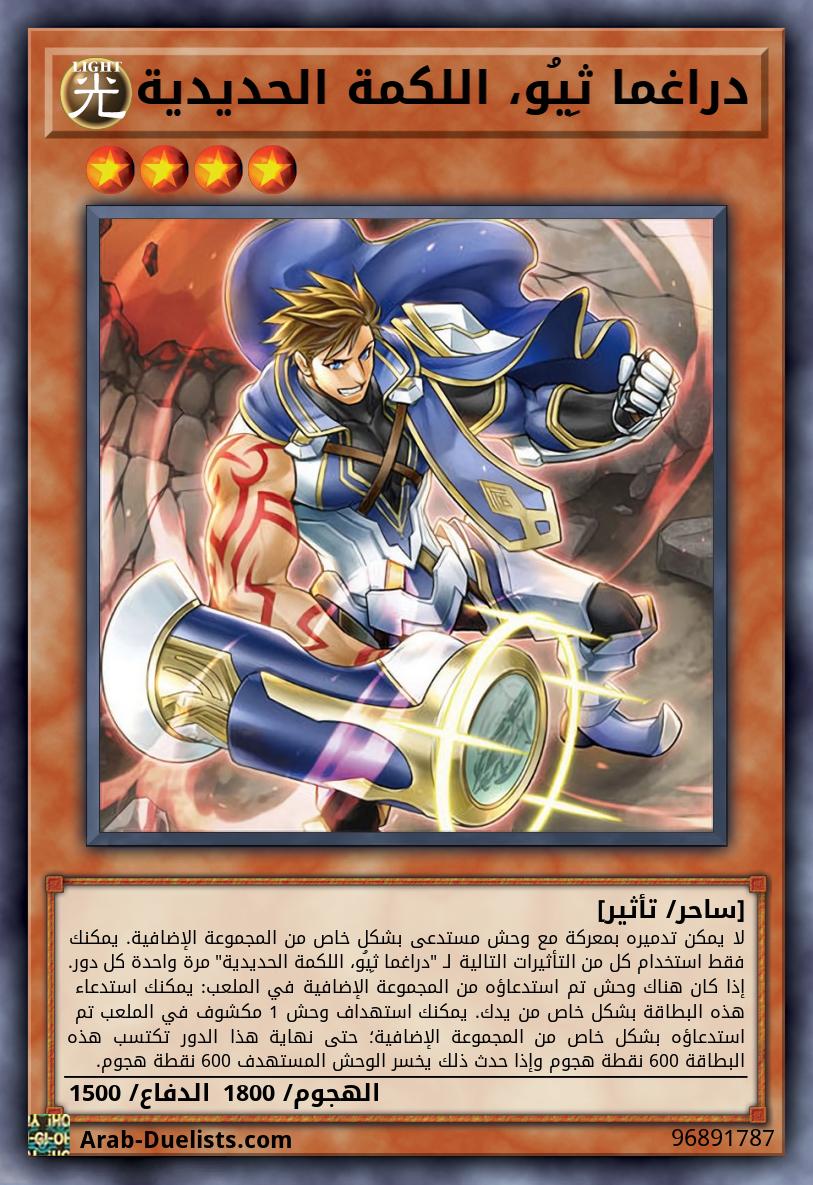 LIGHT
光
دراغما ثِيُو، اللكمة الحديدية
[ساحر/ تأثير]
لا يمكن تدميره بمعركة مع وحش مستدعى بشكل خاص من المجموعة الإضافية. يمكنك
فقط استخدام كل من التأثيرات التالية لـ "دراغما ثِيُو، اللكمة الحديدية" مرة واحدة كل دور.
إذا كان هناك وحش تم استدعاؤه من المجموعة الإضافية في الملعب: يمكنك استدعاء
هذه البطاقة بشكل خاص من يدك. يمكنك استهداف وحش 1 مكشوف في الملعب تم
استدعاؤه بشكل خاص من المجموعة الإضافية؛ حتى نهاية هذا الدور تكتسب هذه
البطاقة 600 نقطة هجوم وإذا حدث ذلك يخسر الوحش المستهدف 600 نقطة هجوم.
الهجوم/ 1800 الدفاع/ 1500
Arab-Duelists.com
96891787